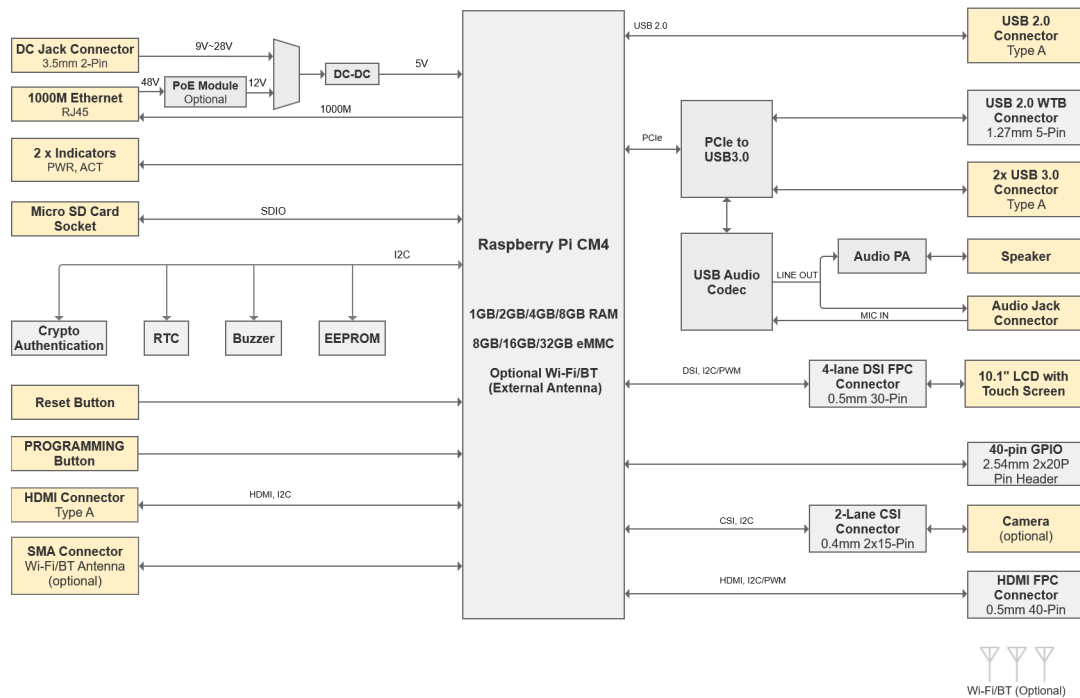 DC Jack Connector
3.5mm 2-Pin
9V~28V
48V
PoE Module
Optional
12V
DC-DC
5V
1000M Ethernet
RJ45
1000M
2 x Indicators
PWR, ACT
Micro SD Card
Socket
SDIO
I2C
Crypto
Authentication
RTC
Buzzer
EEPROM
Reset Button
PROGRAMMING
Button
HDMI Connector
Type A
HDMI, I2C
SMA Connector
Wi-Fi/BT Antenna
(optional)
Raspberry Pi CM4
1GB/2GB/4GB/8GB RAM
8GB/16GB/32GB eMMC
Optional Wi-Fi/BT
(External Antenna)
USB 2.0
USB 2.0
Connector
Type A
PCIe
PCIe to
USB3.0
USB 2.0 WTB
Connector
1.27mm 5-Pin
2x USB 3.0
Connector
Type A
USB Audio
Codec
LINE OUT
Audio PA
Speaker
MIC IN
Audio Jack
Connector
DSI, I2C/PWM
4-lane DSI FPC
Connector
0.5mm 30-Pin
10.1" LCD with
Touch Screen
40-pin GPIO
2.54mm 2x20P
Pin Header
CSI, I2C
2-Lane CSI
Connector
0.4mm 2x15-Pin
Camera
(optional)
HDMI, I2C/PWM
HDMI FPC
Connector
0.5mm 40-Pin
Wi-Fi/BT (Optional)